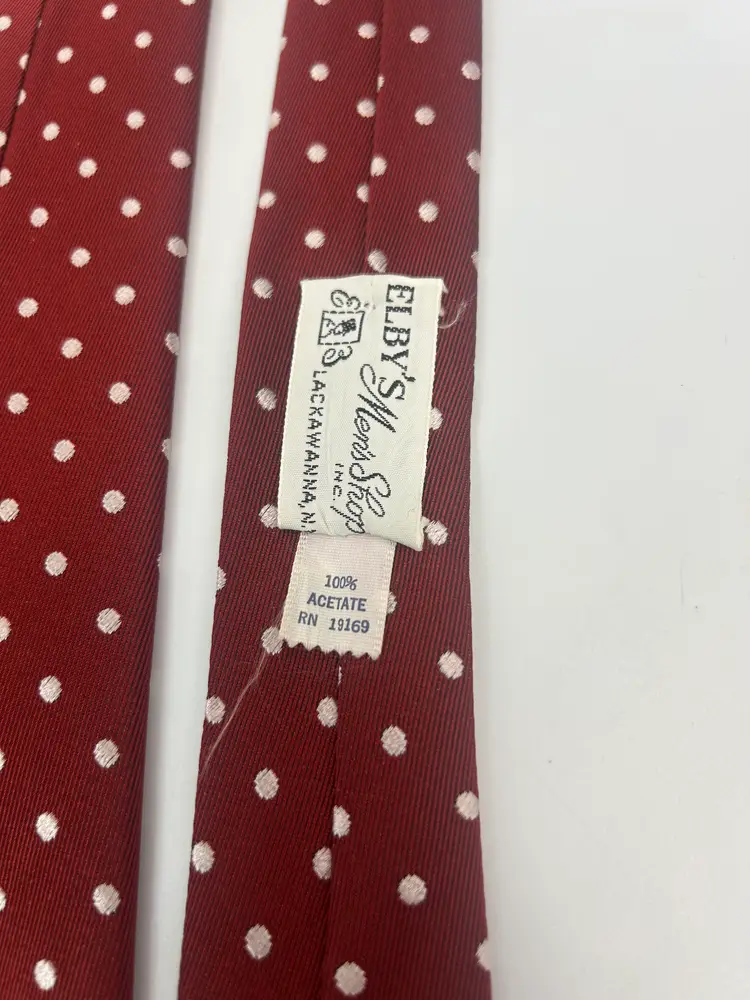 ELBY'S
Men's Shop
INC.
LACKAWANNA, N.Y
100%
ACETATE
RN 19169